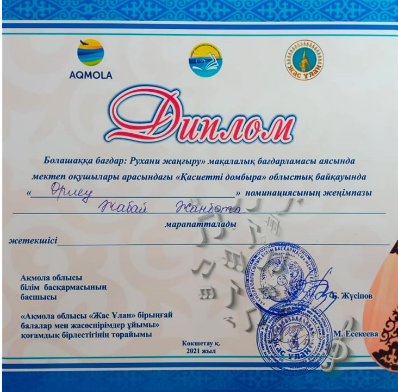 AQMOLA
ЖАС ҰЛАН
Диплом
Болашаққа бағдар: Рухани жаңғыру» мақалалық бағдарламасы аясында
мектеп оқушылары арасындағы «Қасиетті домбыра» облыстық байқауында
« Өрлеу » номинациясының жеңімпазы
Жабай Жанбота
марапатталады
жетекшісі
Ақмола облысы
білім басқармасының
басшысы
Б. Жүсіпов
«Ақмола облысы «Жас Ұлан» бірыңғай
балалар мен жасөспірімдер ұйымы»
қоғамдық бірлестігінің төрайымы
М. Есекеева
Көкшетау қ.
2021 жыл